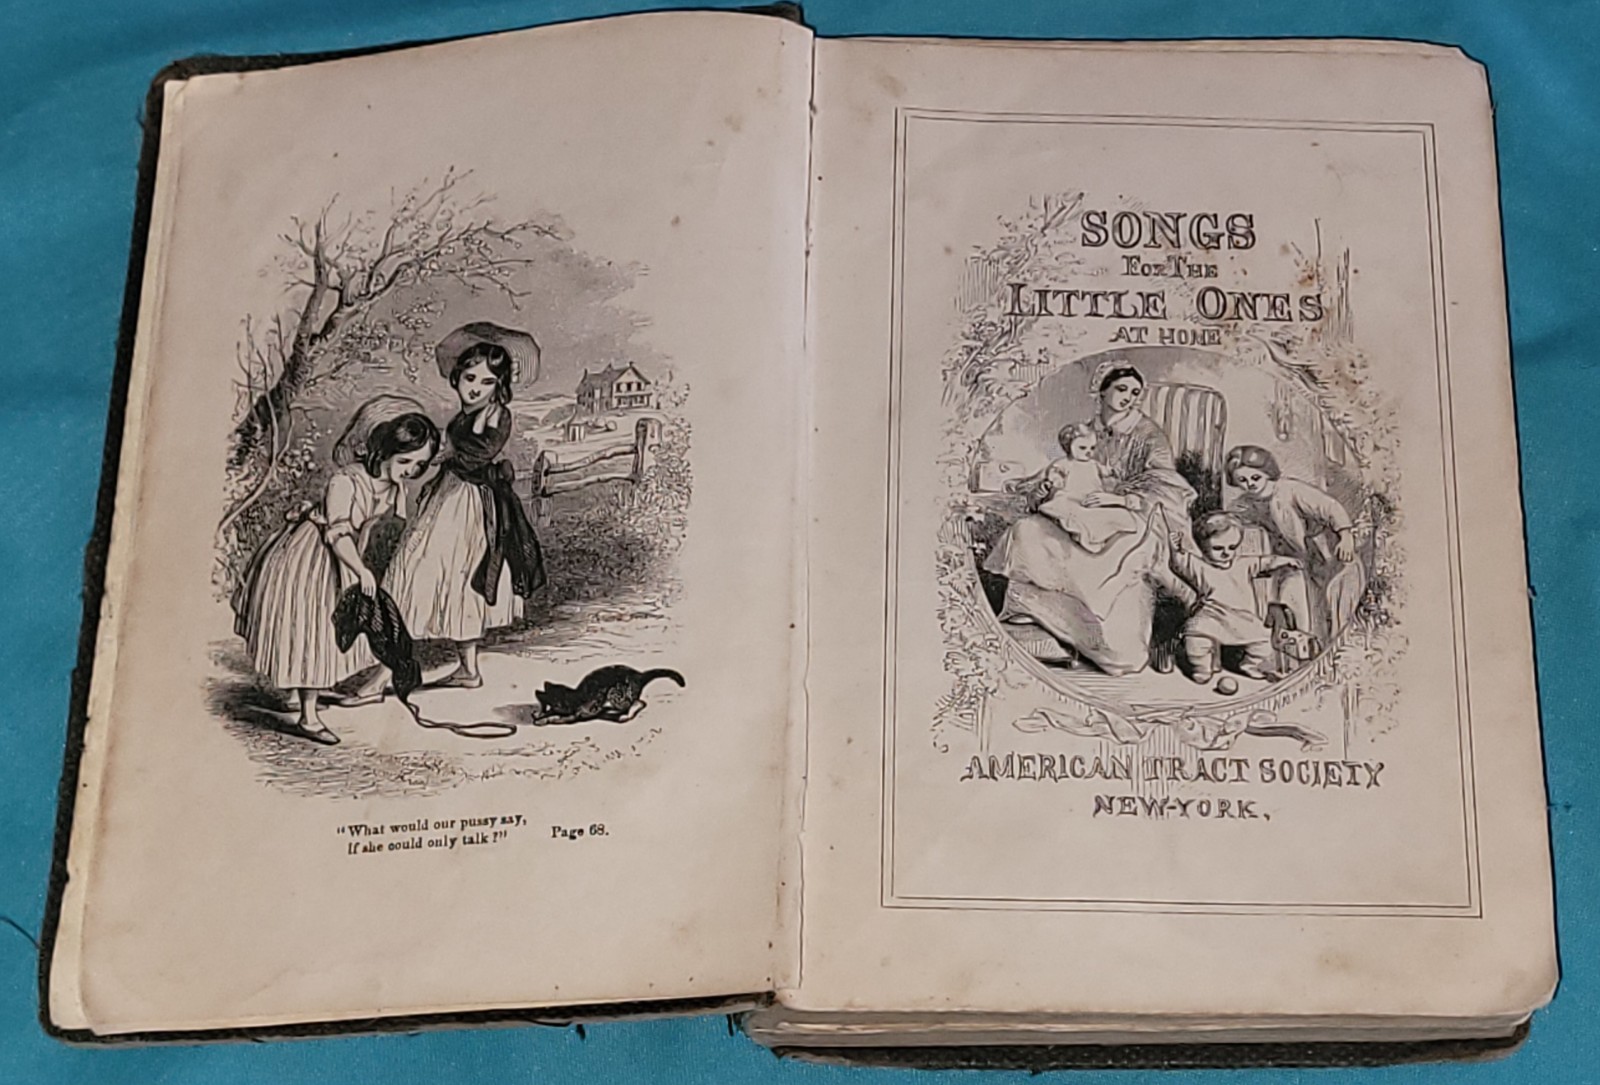 "What would our pussy say,
If she could only talk?" Page 68.
SONGS
FOR THE
LITTLE ONES
AT HOME
AMERICAN TRACT SOCIETY
NEW-YORK.